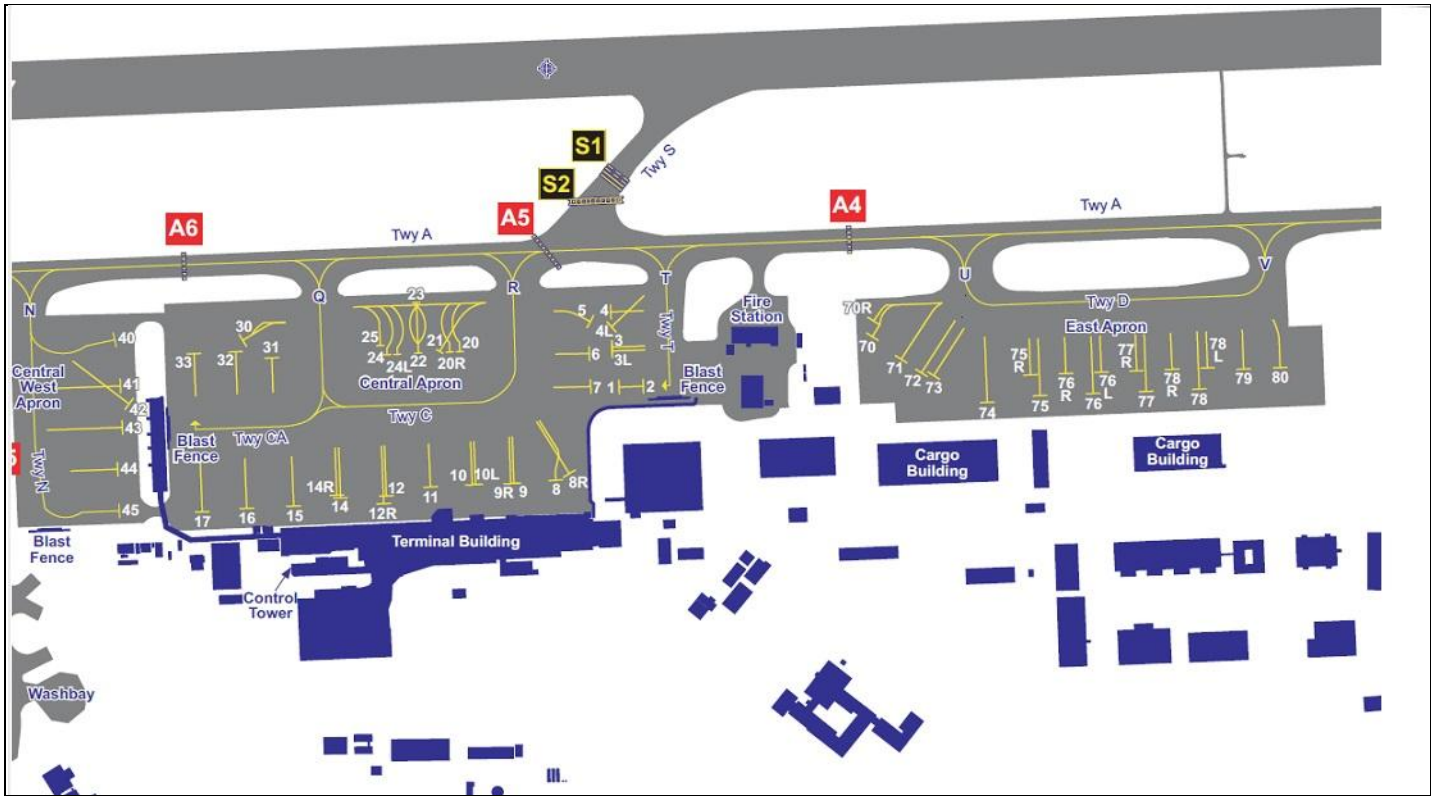 S1
Twy S
S2
A6
A5
A4
Twy A
Twy A
N
Q
R
T
U
V
40
30
33
32
31
23
25
24
24L
22
21
20R
20
Central Apron
5
4
4L
3
3L
6
7
1
2
Twy T
Fire
Station
Blast
Fence
70R
70
71
72
73
Twy D
East Apron
74
75
R
75
76
R
76
L
76
77
R
77
78
R
78
L
78
79
80
Central
West
Apron
41
42
43
44
45
Twy N
Blast
Fence
Twy CA
Twy C
17
16
15
14R
14
12
12R
11
10
10L
9R
9
8
8R
Cargo
Building
Cargo
Building
Blast
Fence
Terminal Building
Control
Tower
Washbay